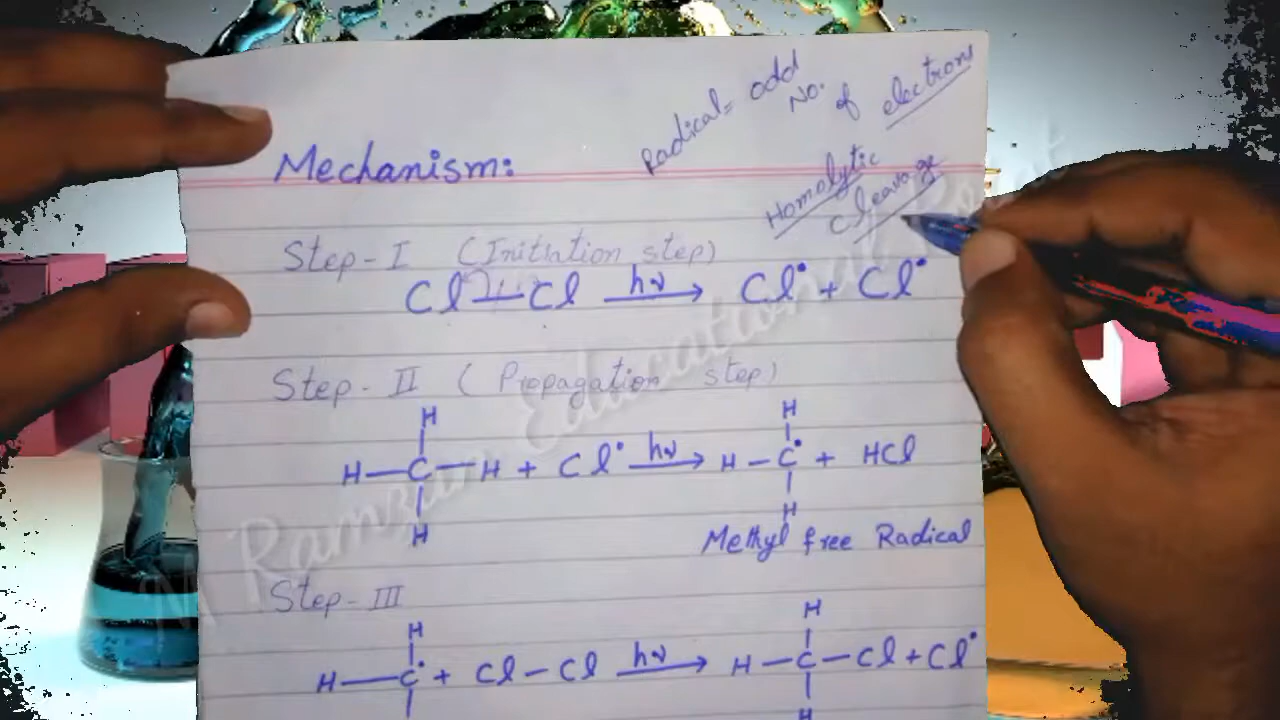 Radical= odd No. of electrons
Mechanism:
Homolytic
Cleavage
Step-I (Initiation step)
Cl—Cl hν→ Cl• + Cl•
Step-II (Propagation step)
H
H—C—H + Cl• hν→ H—C• + HCl
H
H
H
Methyl free Radical
Step-III
H
H
H—C• + Cl—Cl hν→ H—C—Cl + Cl•
H